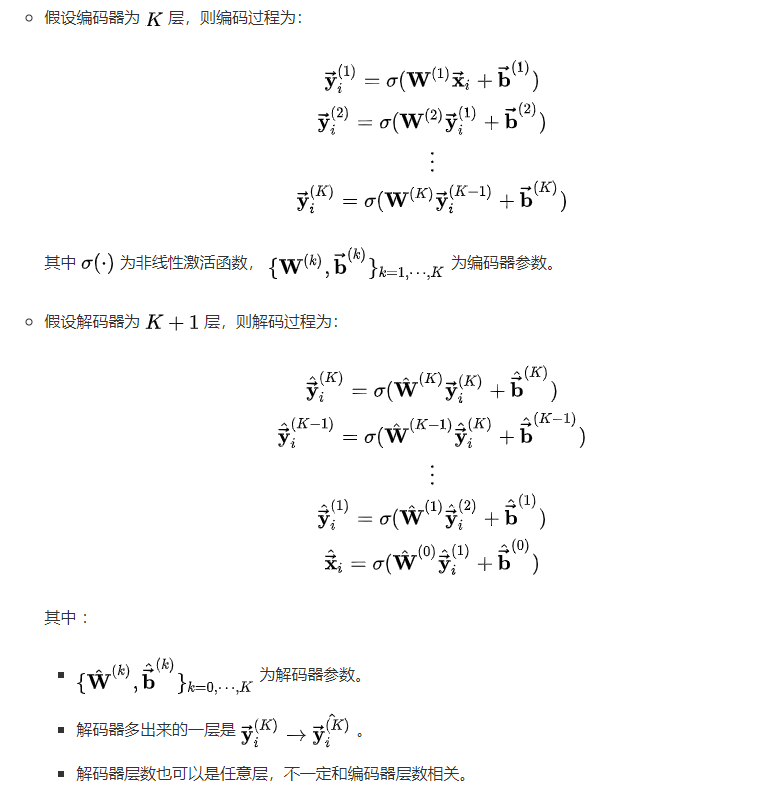 假设编码器为 K 层，则编码过程为：
$\vec{\mathbf{y}}_i^{(1)} = \sigma(\mathbf{W}^{(1)}\vec{\mathbf{x}}_i + \vec{\mathbf{b}}^{(1)})$
$\vec{\mathbf{y}}_i^{(2)} = \sigma(\mathbf{W}^{(2)}\vec{\mathbf{y}}_i^{(1)} + \vec{\mathbf{b}}^{(2)})$
⋮
$\vec{\mathbf{y}}_i^{(K)} = \sigma(\mathbf{W}^{(K)}\vec{\mathbf{y}}_i^{(K-1)} + \vec{\mathbf{b}}^{(K)})$
其中 $\sigma(\cdot)$ 为非线性激活函数， $\{\mathbf{W}^{(k)}, \vec{\mathbf{b}}^{(k)}\}_{k=1,\cdots,K}$ 为编码器参数。
假设解码器为 $K+1$ 层，则解码过程为：
$\hat{\vec{\mathbf{y}}}_i^{(K)} = \sigma(\hat{\mathbf{W}}^{(K)}\vec{\mathbf{y}}_i^{(K)} + \hat{\vec{\mathbf{b}}}^{(K)})$
$\hat{\vec{\mathbf{y}}}_i^{(K-1)} = \sigma(\hat{\mathbf{W}}^{(K-1)}\hat{\vec{\mathbf{y}}}_i^{(K)} + \hat{\vec{\mathbf{b}}}^{(K-1)})$
⋮
$\hat{\vec{\mathbf{y}}}_i^{(1)} = \sigma(\hat{\mathbf{W}}^{(1)}\hat{\vec{\mathbf{y}}}_i^{(2)} + \hat{\vec{\mathbf{b}}}^{(1)})$
$\hat{\vec{\mathbf{x}}}_i = \sigma(\hat{\mathbf{W}}^{(0)}\hat{\vec{\mathbf{y}}}_i^{(1)} + \hat{\vec{\mathbf{b}}}^{(0)})$
其中：
$\{\hat{\mathbf{W}}^{(k)}, \hat{\vec{\mathbf{b}}}^{(k)}\}_{k=0,\cdots,K}$ 为解码器参数。
解码器多出来的一层是 $\vec{\mathbf{y}}_i^{(K)} \to \hat{\vec{\mathbf{y}}_i^{(K)}}$ 。
解码器层数也可以是任意层，不一定和编码器层数相关。